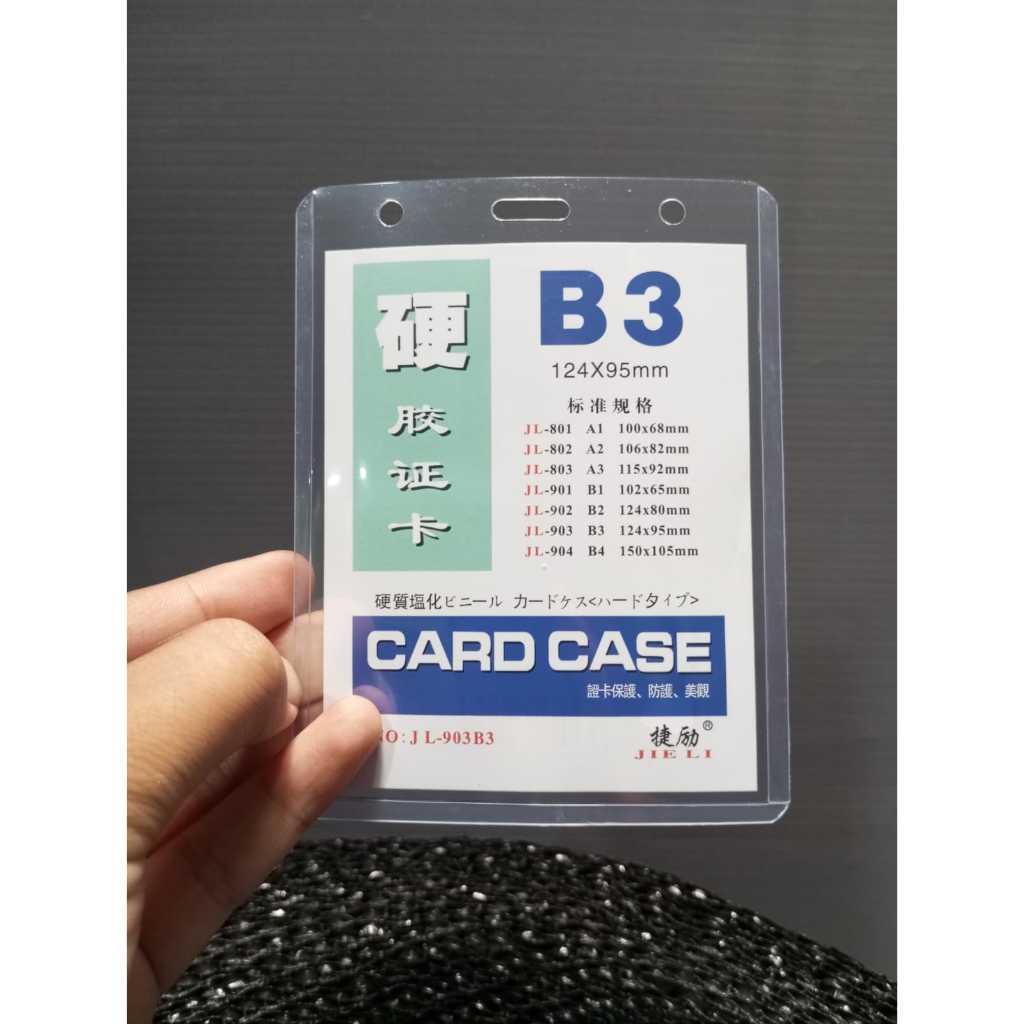 硬
胶
证
卡
B3
124X95mm
标准规格
JL-801 A1 100x68mm
JL-802 A2 106x82mm
JL-803 A3 115x92mm
JL-901 B1 102x65mm
JL-902 B2 124x80mm
JL-903 B3 124x95mm
JL-904 B4 150x105mm
硬質塩化ビニール カードケス<ハードタイプ>
CARD CASE
證卡保護、防護、美觀
NO:JL-903B3
捷励®
JIE LI